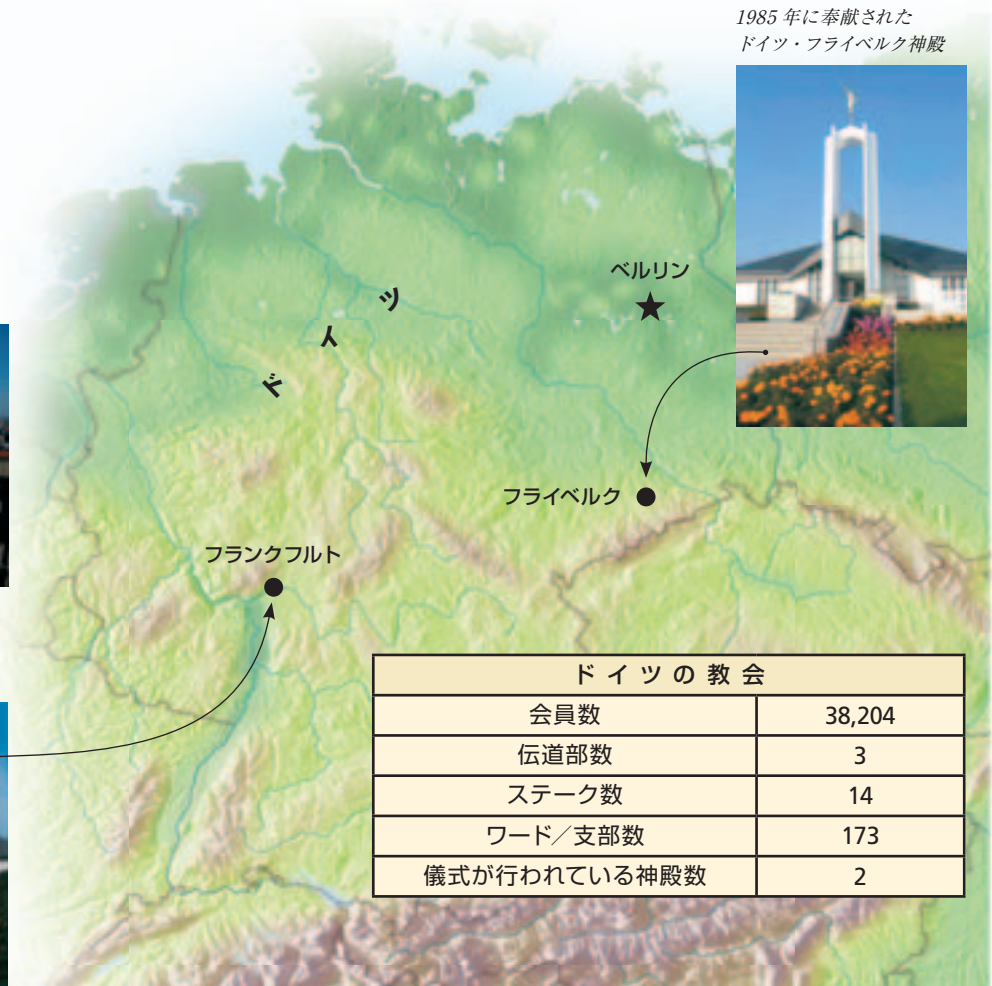 1985 年に奉献された
ドイツ・フライベルク神殿
ベルリン
ドイツ
フライベルク
フランクフルト
ドイツの教会
会員数 38,204
伝道部数 3
ステーク数 14
ワード／支部数 173
儀式が行われている神殿数 2